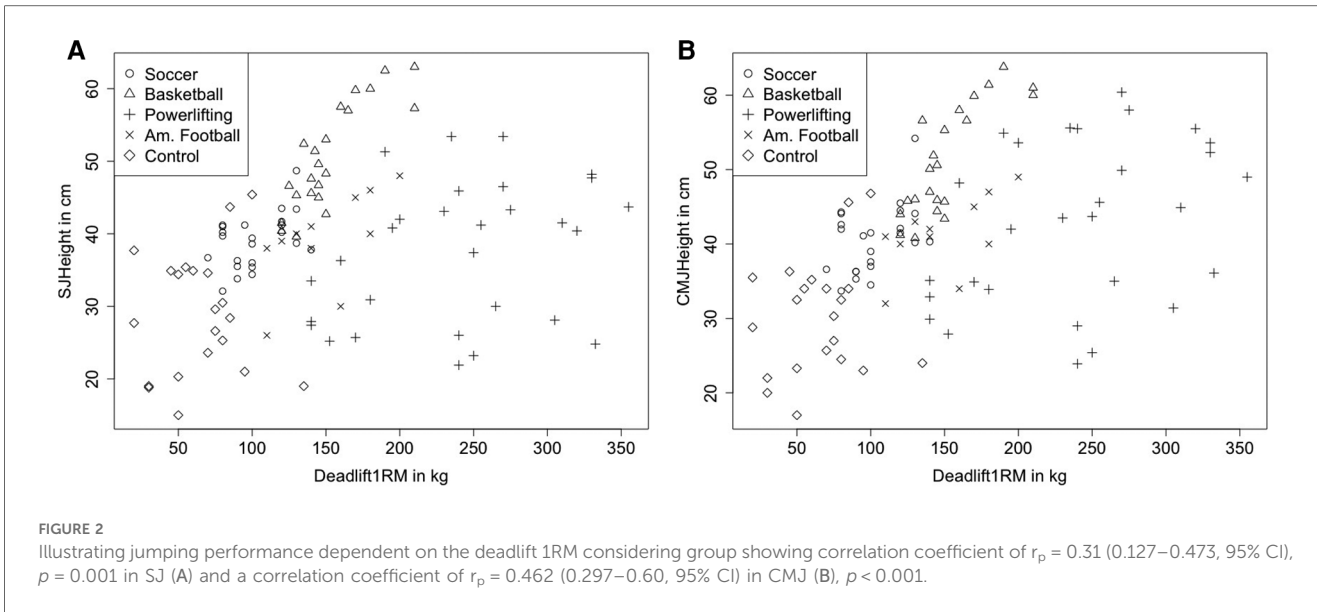 A
SJHeight in cm
60
50
40
30
20
Soccer
Basketball
Powerlifting
Am. Football
Control
50 100 150 200 250 300 350
Deadlift1RM in kg
B
CMJHeight in cm
60
50
40
30
20
Soccer
Basketball
Powerlifting
Am. Football
Control
50 100 150 200 250 300 350
Deadlift1RM in kg
FIGURE 2
Illustrating jumping performance dependent on the deadlift 1RM considering group showing correlation coefficient of rp = 0.31 (0.127–0.473, 95% CI),
p = 0.001 in SJ (A) and a correlation coefficient of rp = 0.462 (0.297–0.60, 95% CI) in CMJ (B), p < 0.001.